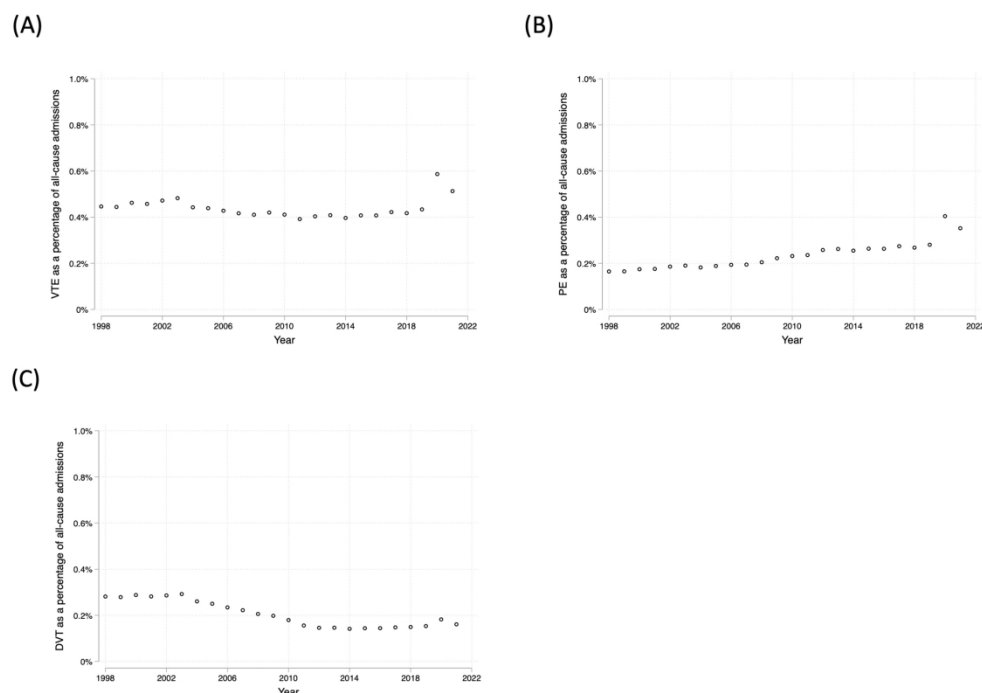 (A)
VTE as a percentage of all-cause admissions
1.0%
0.8%
0.6%
0.4%
0.2%
0%
1998 2002 2006 2010 2014 2018 2022
Year
(B)
PE as a percentage of all-cause admissions
1.0%
0.8%
0.6%
0.4%
0.2%
0%
1998 2002 2006 2010 2014 2018 2022
Year
(C)
DVT as a percentage of all-cause admissions
1.0%
0.8%
0.6%
0.4%
0.2%
0%
1998 2002 2006 2010 2014 2018 2022
Year